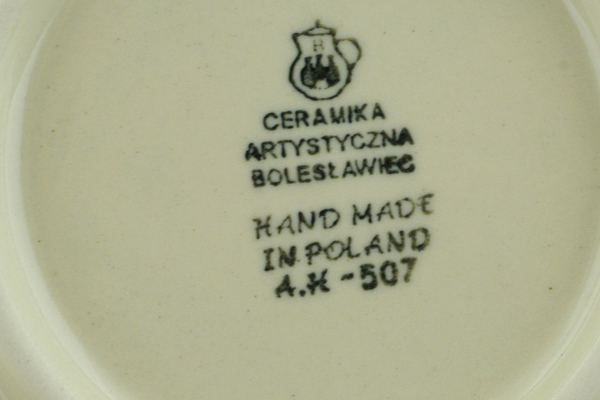 B
CERAMIKA
ARTYSTYCZNA
BOLESŁAWIEC
HAND MADE
IN POLAND
A.K - 507